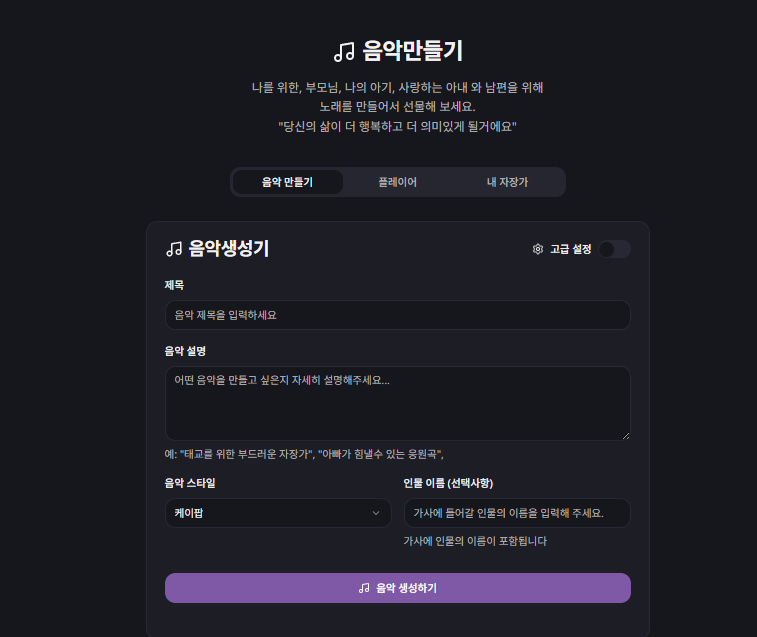 음악만들기
나를 위한, 부모님, 나의 아기, 사랑하는 아내 와 남편을 위해
노래를 만들어서 선물해 보세요.
"당신의 삶이 더 행복하고 더 의미있게 될거에요"
음악 만들기
플레이어
내 자장가
음악생성기
고급 설정
제목
음악 제목을 입력하세요
음악 설명
어떤 음악을 만들고 싶은지 자세히 설명해주세요...
예: "태교를 위한 부드러운 자장가", "아빠가 힘낼수 있는 응원곡",
음악 스타일
인물 이름 (선택사항)
케이팝
가사에 들어갈 인물의 이름을 입력해 주세요.
가사에 인물의 이름이 포함됩니다
음악 생성하기